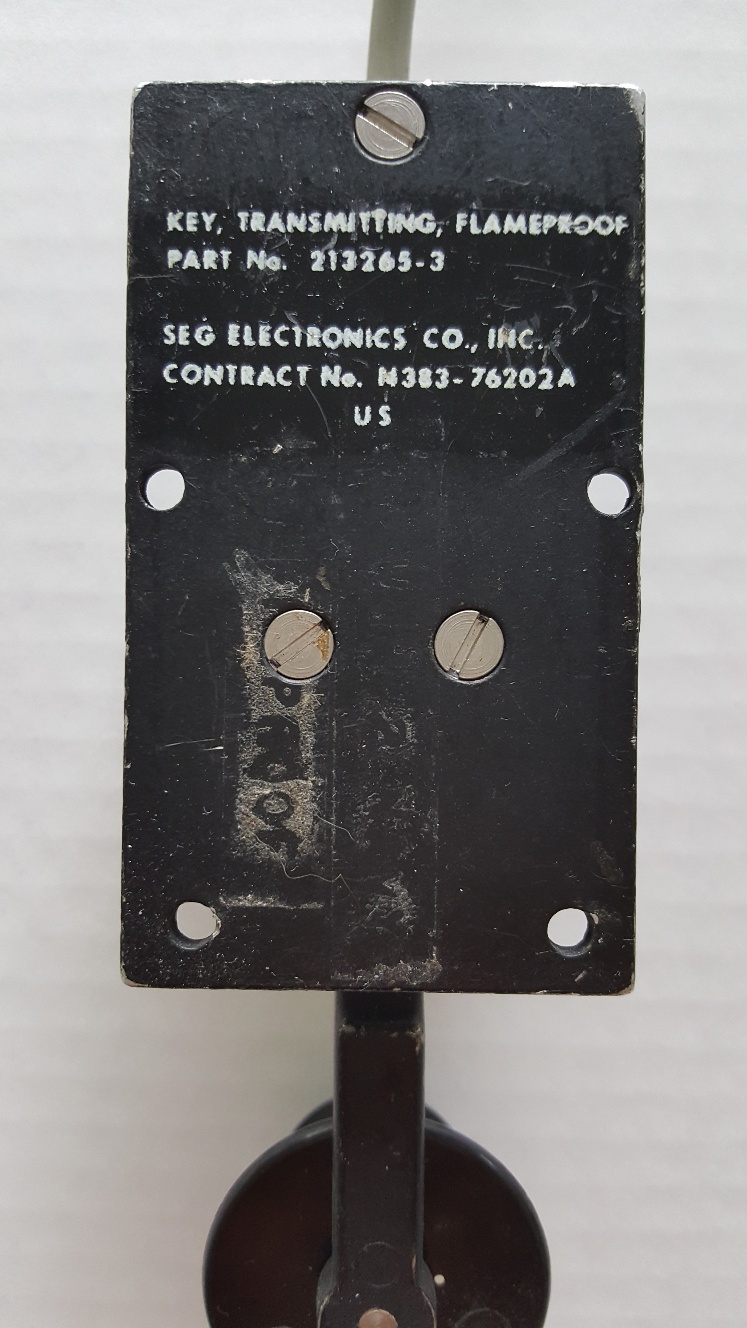 KEY, TRANSMITTING, FLAMEPROOF
PART No. 213265-3
SEG ELECTRONICS CO., INC.
CONTRACT No. N383-76202A
US